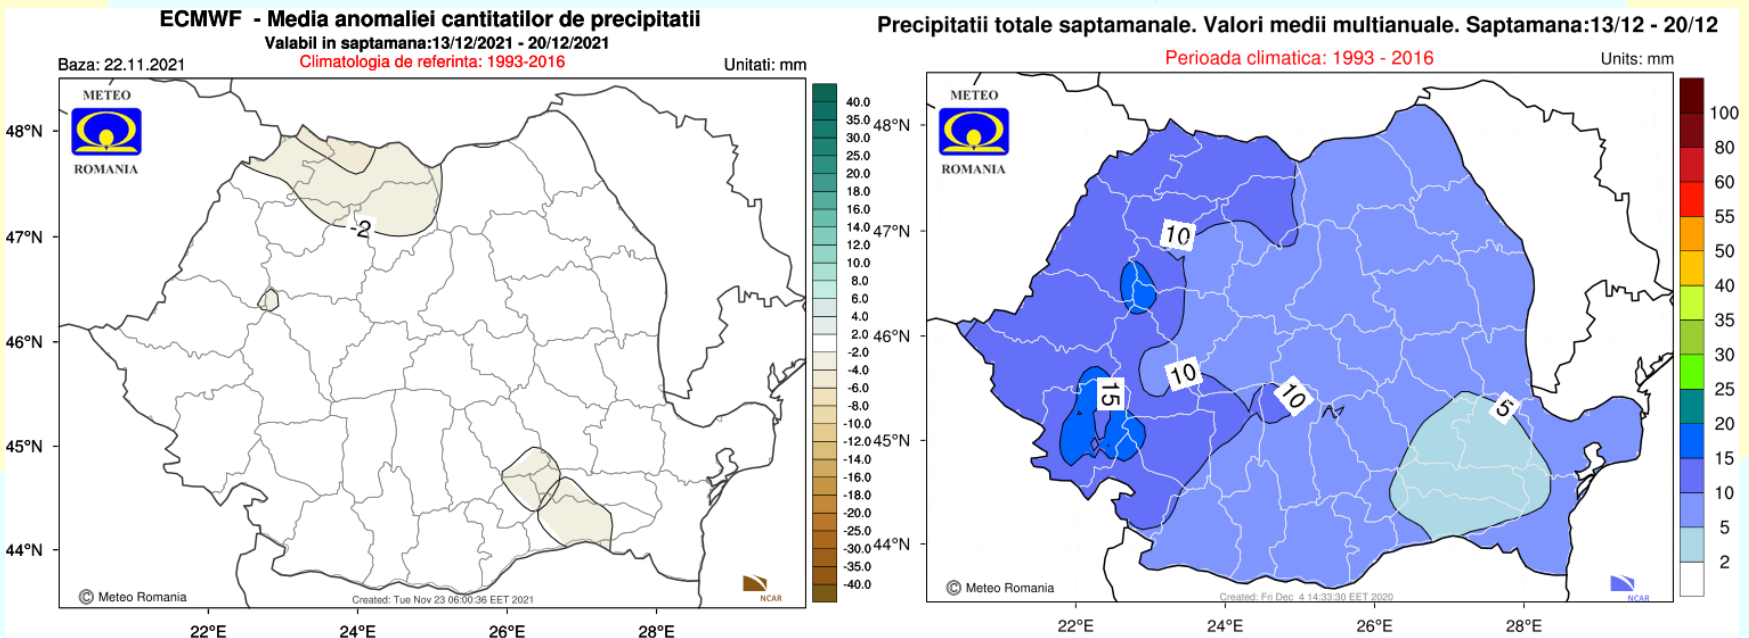 ECMWF - Media anomaliei cantitatilor de precipitatii
Valabil in saptamana:13/12/2021 - 20/12/2021
Climatologia de referinta: 1993-2016
Baza: 22.11.2021
Unitati: mm
METEO
ROMANIA
48°N
47°N
46°N
45°N
44°N
-2
40.0
35.0
30.0
25.0
20.0
18.0
16.0
14.0
12.0
10.0
8.0
6.0
4.0
2.0
-2.0
-4.0
-6.0
-8.0
-10.0
-12.0
-14.0
-16.0
-18.0
-20.0
-25.0
-30.0
-35.0
-40.0
© Meteo Romania
Created: Tue Nov 23 06:00:36 EET 2021
NCAR
22°E
24°E
26°E
28°E
Precipitatii totale saptamanale. Valori medii multianuale. Saptamana:13/12 - 20/12
Perioada climatica: 1993 - 2016
Units: mm
METEO
ROMANIA
48°N
47°N
46°N
45°N
44°N
10
10
15
10
5
100
80
60
55
50
40
35
30
25
20
15
10
5
2
© Meteo Romania
Created: Fri Dec 4 14:33:30 EET 2020
NCAR
22°E
24°E
26°E
28°E